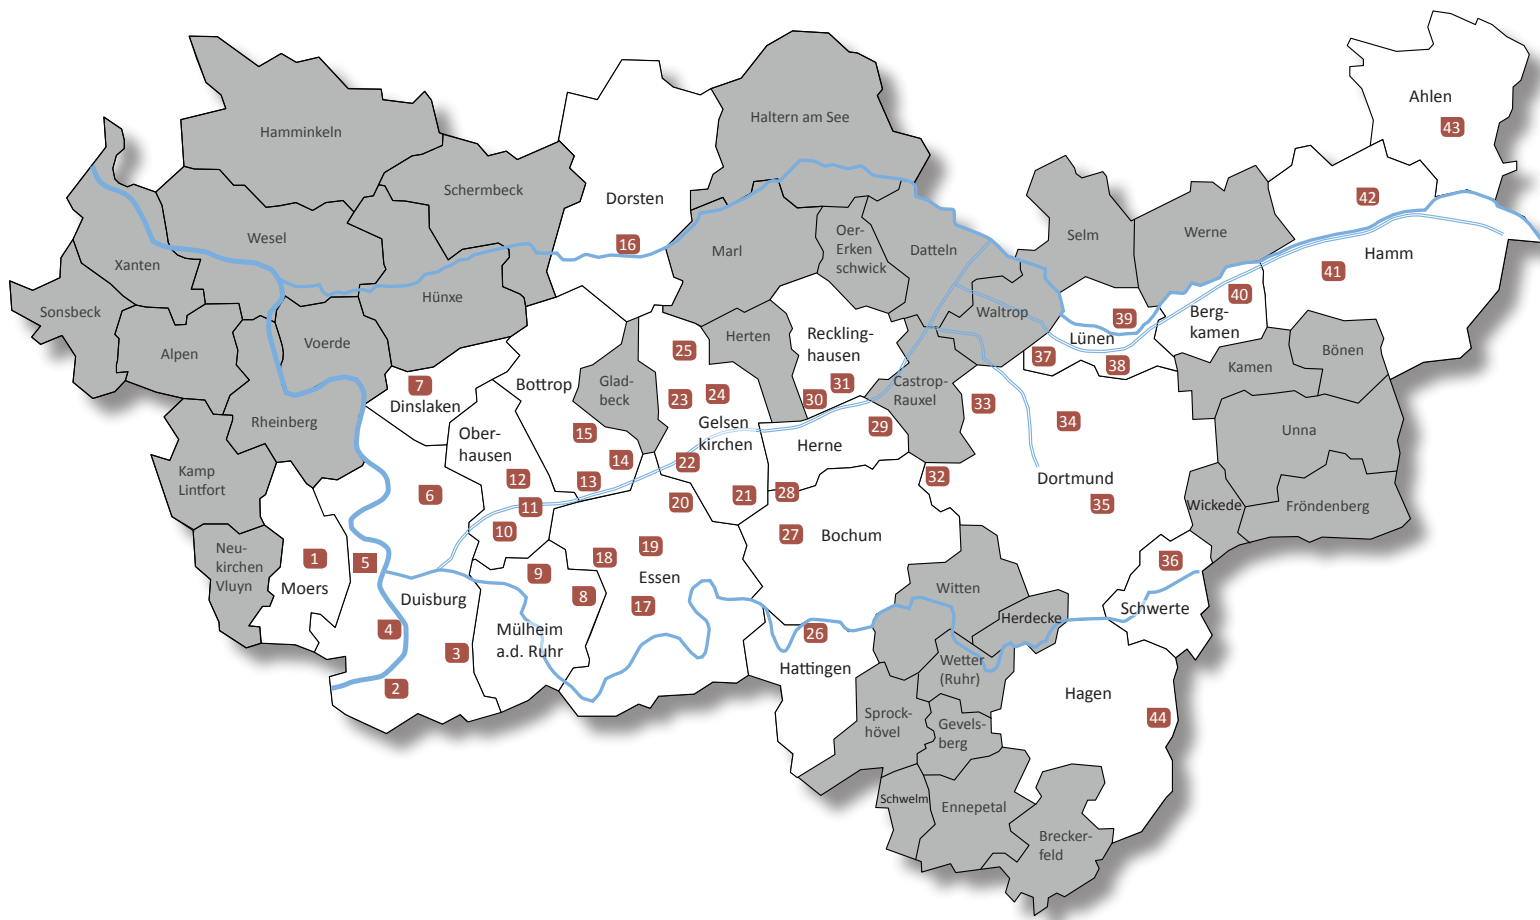 Ahlen
43
Haltern am See
Hamminkeln
Schermbeck
Dorsten
16
42
Hamm
41
Werne
Selm
Wesel
Xanten
Sonsbeck
Alpen
Voerde
Hünxe
Marl
Oer-
Erken
schwick
Datteln
Waltrop
39
Lünen
37
38
40
Berg-
kamen
Kamen
Bönen
Unna
Wickede
Fröndenberg
Rheinberg
7
Dinslaken
Bottrop
Glad-
beck
Herten
25
24
23
Gelsen
kirchen
22
21
Reckling-
hausen
31
30
Castrop-
Rauxel
33
34
Dortmund
35
32
Herne
29
28
27
Bochum
Ober-
hausen
12
11
10
15
14
13
Kamp
Lintfort
Neu-
kirchen
Vluyn
1
Moers
6
5
Duisburg
4
3
2
9
8
Mülheim
a.d. Ruhr
20
19
18
Essen
17
26
Hattingen
Witten
Herdecke
Wetter
(Ruhr)
36
Schwerte
Hagen
44
Sprock-
hövel
Gevels-
berg
Schwelm
Ennepetal
Brecker-
feld